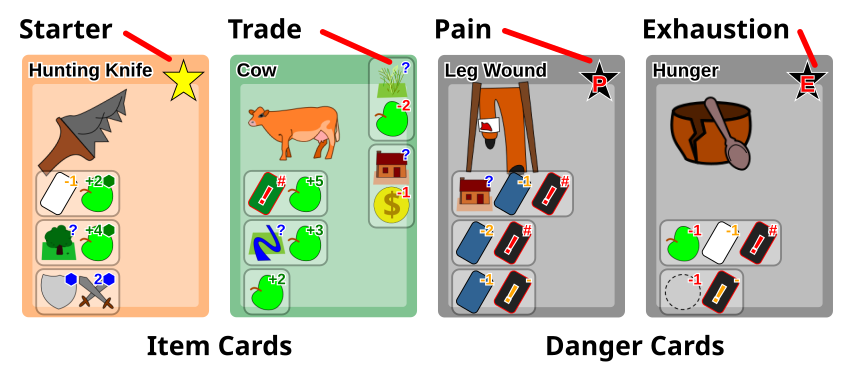 Starter Trade Pain Exhaustion
Hunting Knife Cow Leg Wound Hunger
P E
?
-2
?
-1
-1 +2 # +5 ? -1 #
? +4 ? +3 -2 # -1 -1 #
2 +2 -1 - -1 -
$
! ! ! ! ! !
Item Cards Danger Cards